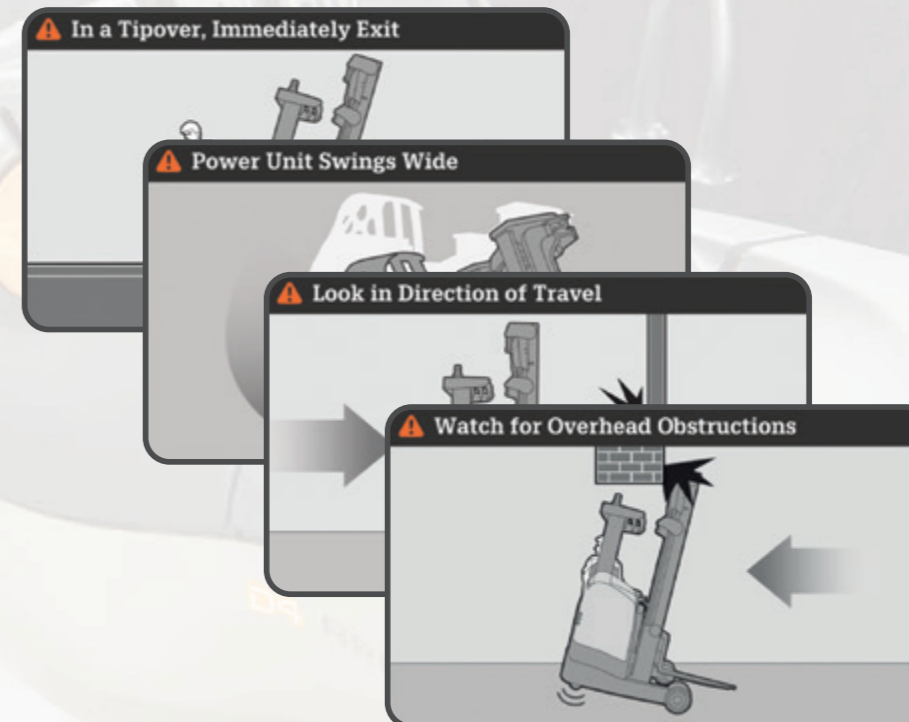 In a Tipover, Immediately Exit
Power Unit Swings Wide
Look in Direction of Travel
Watch for Overhead Obstructions